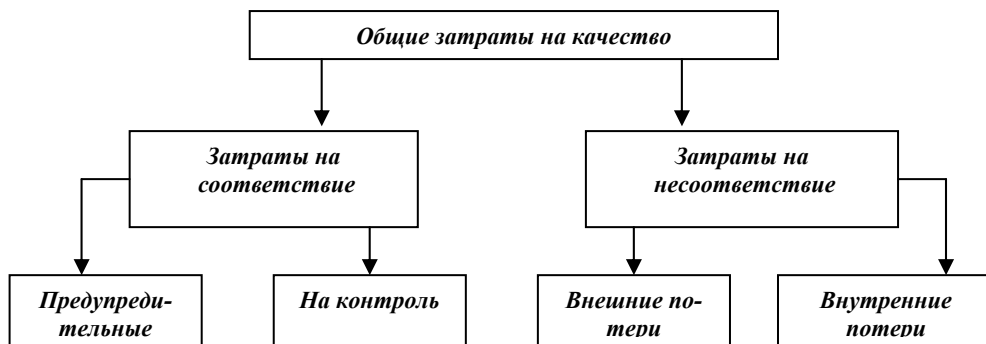 Общие затраты на качество
Затраты на
соответствие
Затраты на
несоответствие
Предупреди-
тельные
На контроль
Внешние по-
тери
Внутренние
потери